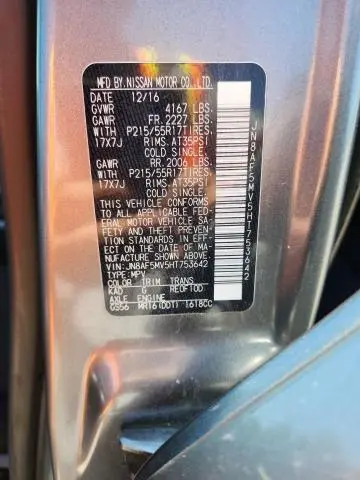 MFD BY.NISSAN MOTOR CO.,LTD.
DATE 12/16
GVWR 4167 LBS.
GAWR FR. 2227 LBS.
WITH P215/55R17TIRES,
17X7J RIMS,AT35PSI
COLD SINGLE.
GAWR RR. 2006 LBS.
WITH P215/55R17TIRES,
17X7J RIMS,AT35PSI
COLD SINGLE.
THIS VEHICLE CONFORMS
TO ALL APPLICABLE FED-
ERAL MOTOR VEHICLE SA-
FETY AND THEFT PREVEN-
TION STANDARDS IN EFF-
ECT ON THE DATE OF MA-
NUFACTURE SHOWN ABOVE.
VIN:JN8AF5MV5HT753642
TYPE:MPV
COLOR TRIM TRANS
KAD G RE0F10D
AXLE ENGINE
GS56 MR16(DDT) 1618CC
JN8AF5MV5HT753642